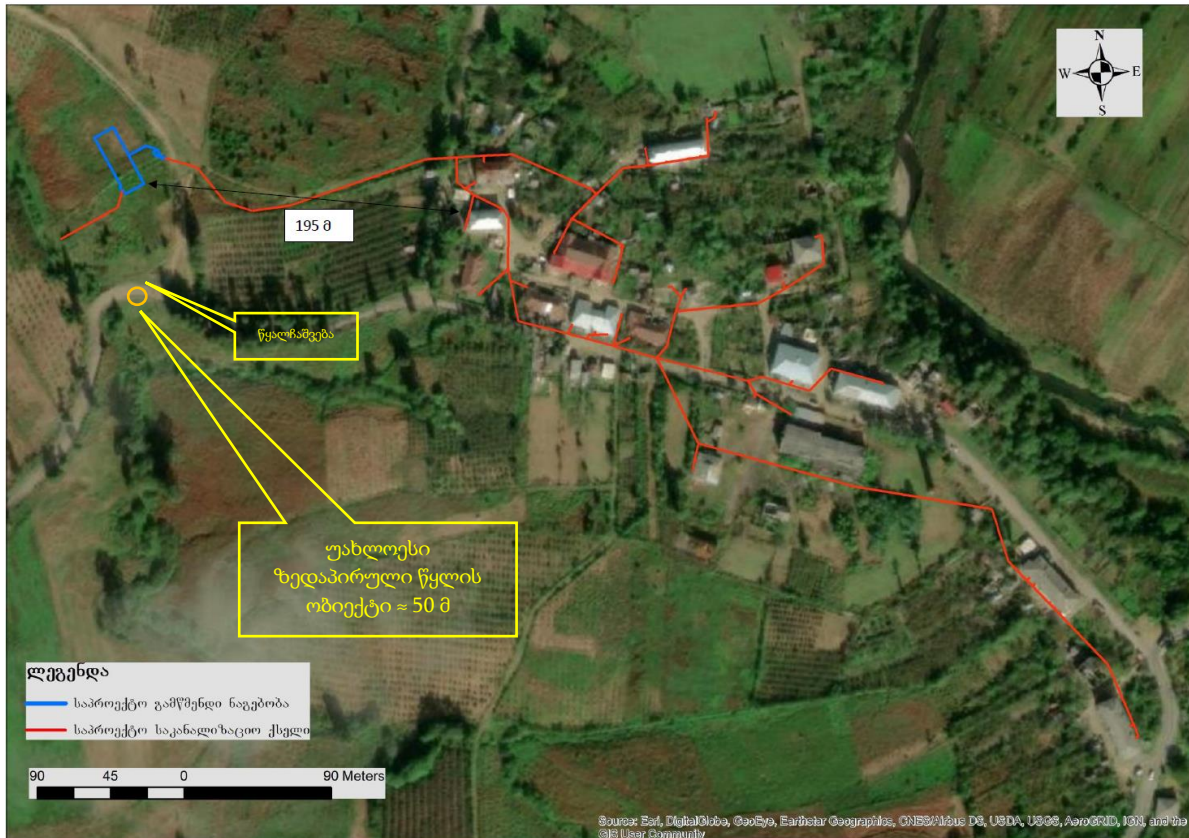 N
W E
S
195 მ
წყალჩაშვება
უახლოესი
ზედაპირული წყლის
ობიექტი ≈ 50 მ
ლეგენდა
საპროექტო გამწმენდი ნაგებობა
საპროექტო საკანალიზაციო ქსელი
90 45 0 90 Meters
Source: Esri, DigitalGlobe, GeoEye, Earthstar Geographics, CNES/Airbus DS, USDA, USGS, AeroGRID, IGN, and the
GIS User Community